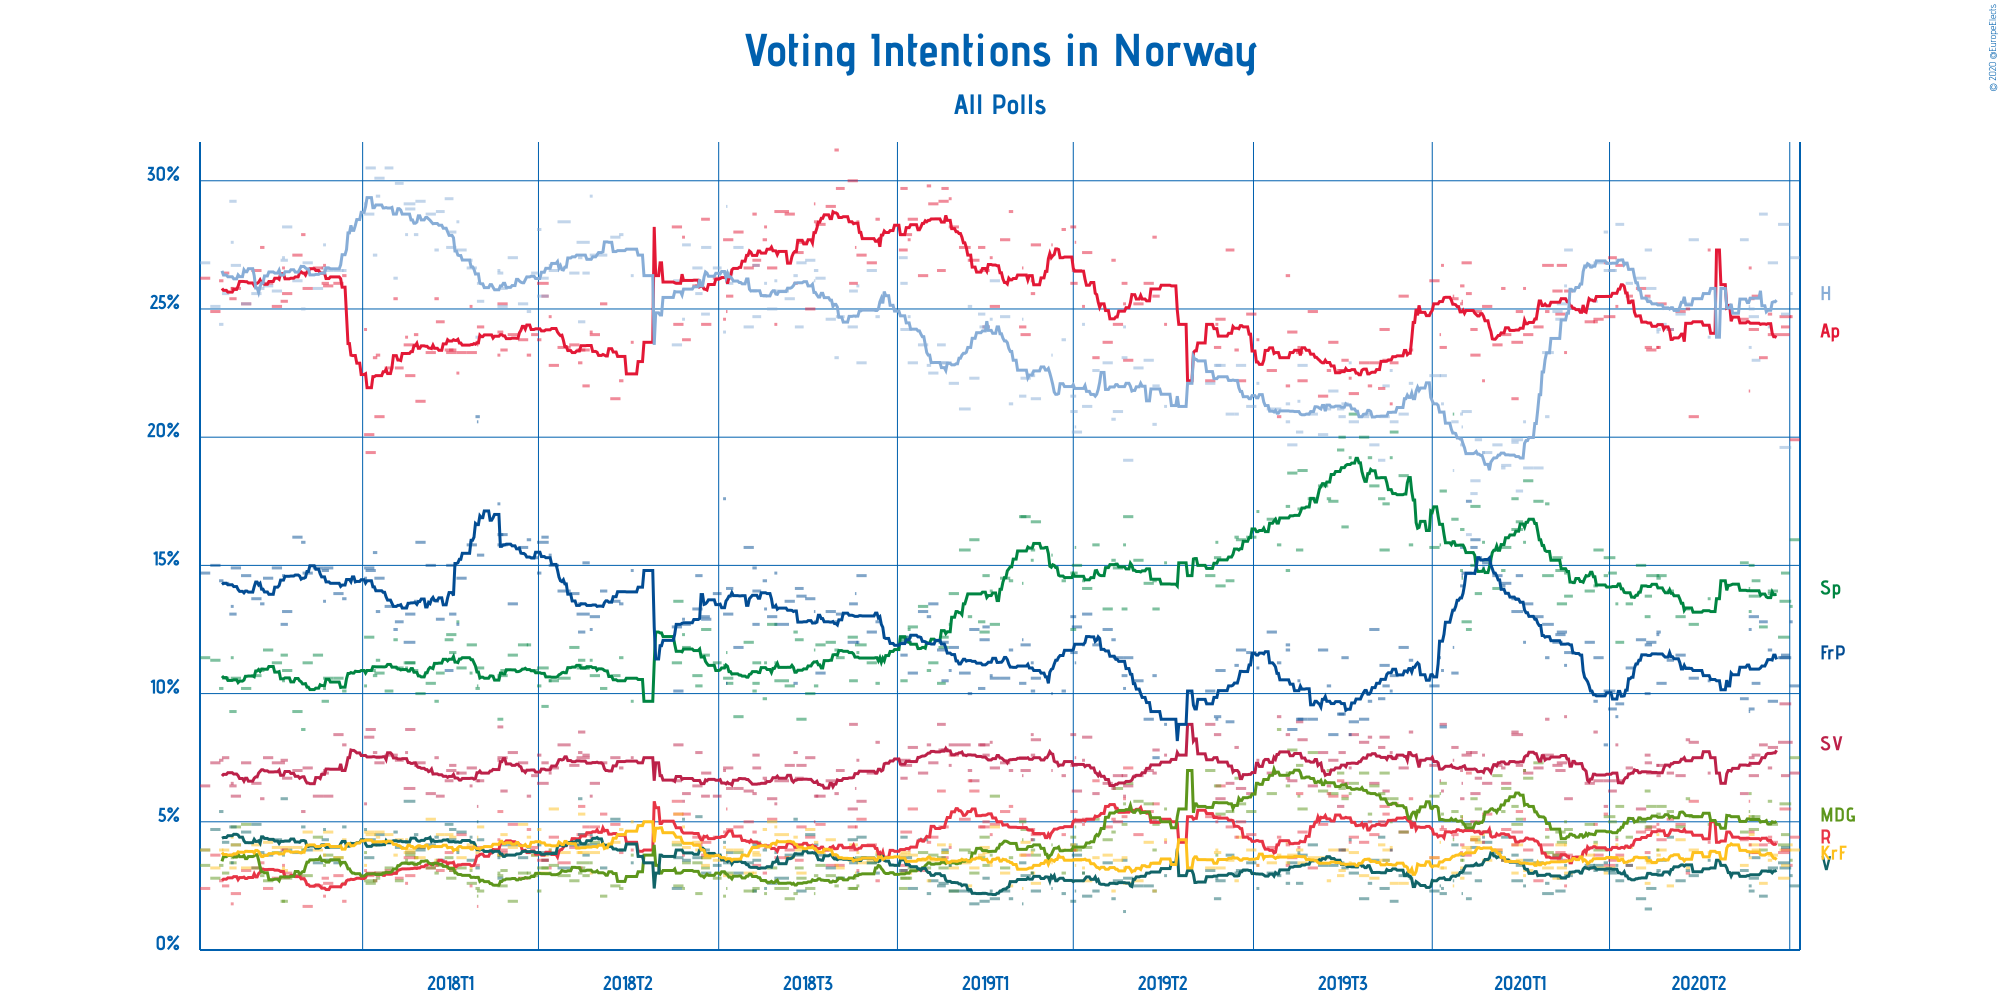 Voting Intentions in Norway
All Polls
© 2020 @EuropeElects
30%
25%
20%
15%
10%
5%
0%
H
Ap
Sp
FrP
SV
MDG
R
KrF
V
2018T1
2018T2
2018T3
2019T1
2019T2
2019T3
2020T1
2020T2